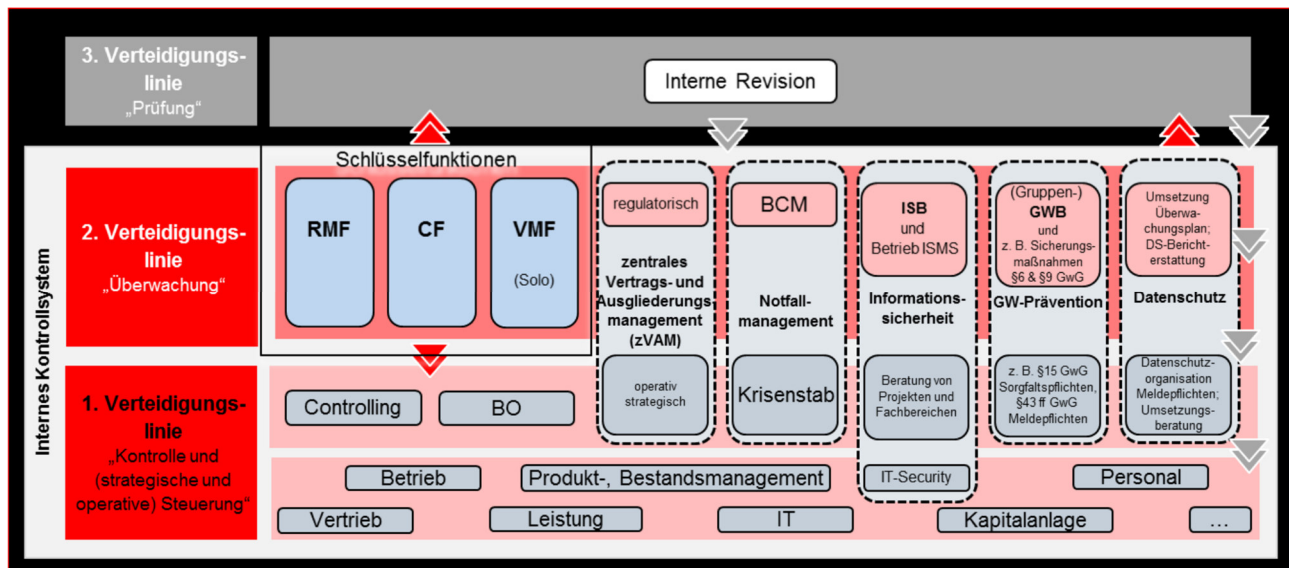 3. Verteidigungs-
linie
„Prüfung“
Interne Revision
Internes Kontrollsystem
2. Verteidigungs-
linie
„Überwachung“
Schlüsselfunktionen
RMF
CF
VMF
(Solo)
regulatorisch
zentrales
Vertrags- und
Ausgliederungs
management
(zVAM)
operativ
strategisch
BCM
Notfall-
management
Krisenstab
ISB
und
Betrieb ISMS
Informations-
sicherheit
Beratung von
Projekten und
Fachbereichen
IT-Security
(Gruppen-)
GWB
und
z. B. Sicherungs-
maßnahmen
§6 & §9 GwG
GW-Prävention
z. B. §15 GwG
Sorgfaltspflichten,
§43 ff GwG
Meldepflichten
Umsetzung
Überwa-
chungsplan;
DS-Bericht-
erstattung
Datenschutz
Datenschutz-
organisation
Meldepflichten;
Umsetzungs-
beratung
1. Verteidigungs-
linie
„Kontrolle und
(strategische und
operative) Steuerung“
Controlling
BO
Betrieb
Produkt-, Bestandsmanagement
Personal
Vertrieb
Leistung
IT
Kapitalanlage
...